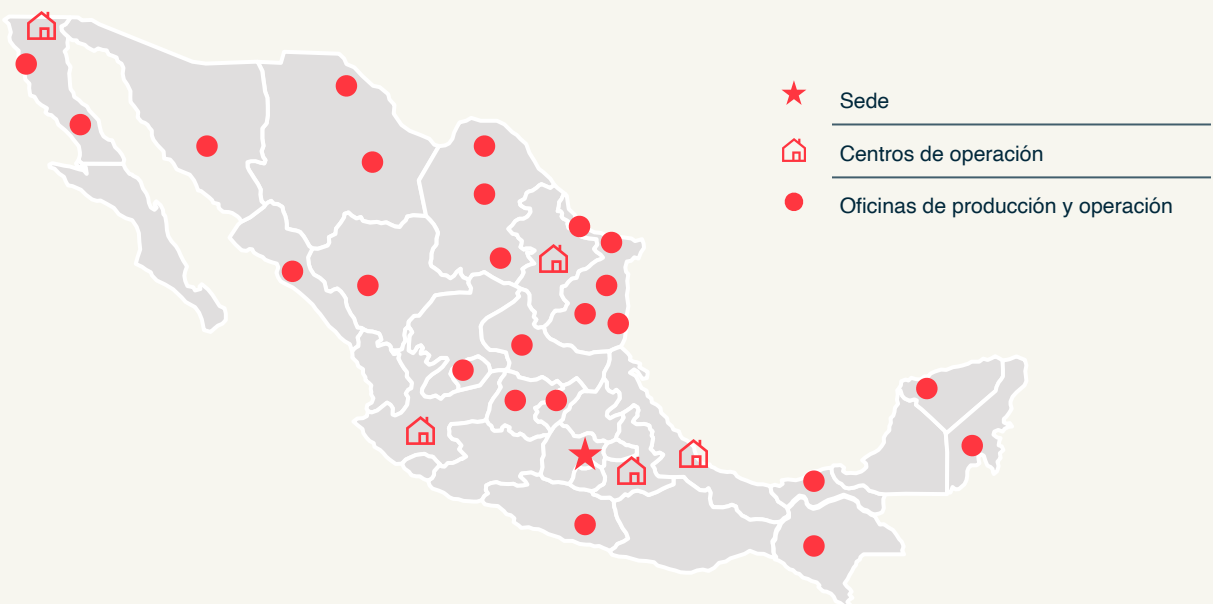 Sede
Centros de operación
Oficinas de producción y operación